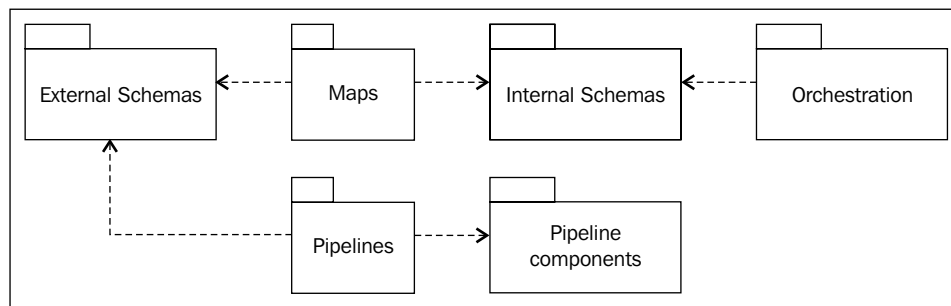 External Schemas
Maps
Internal Schemas
Orchestration
Pipelines
Pipeline
components